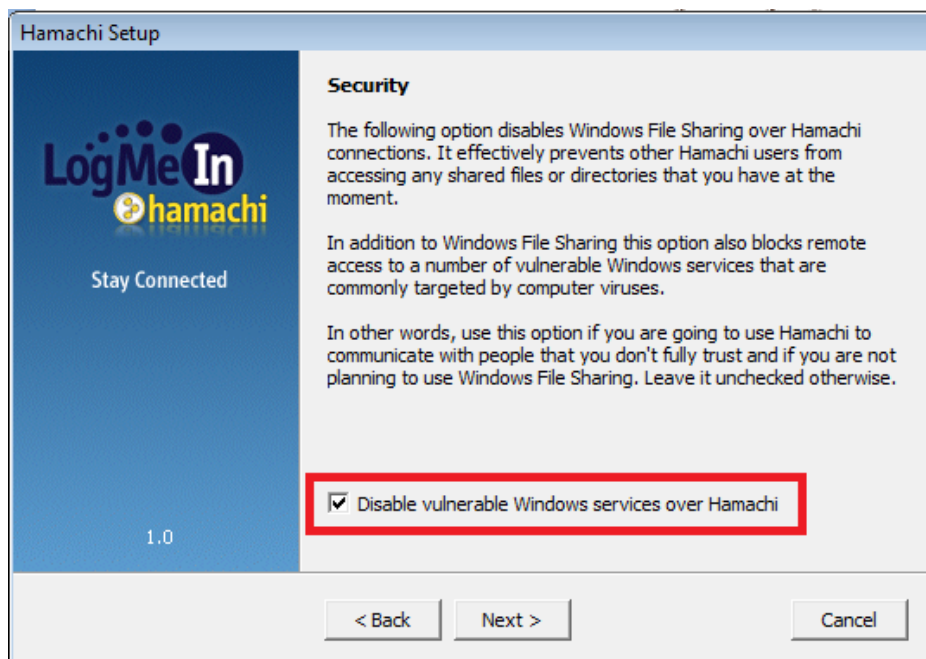 Hamachi Setup
LogMeIn
hamachi
Stay Connected
1.0
Security
The following option disables Windows File Sharing over Hamachi
connections. It effectively prevents other Hamachi users from
accessing any shared files or directories that you have at the
moment.
In addition to Windows File Sharing this option also blocks remote
access to a number of vulnerable Windows services that are
commonly targeted by computer viruses.
In other words, use this option if you are going to use Hamachi to
communicate with people that you don't fully trust and if you are not
planning to use Windows File Sharing. Leave it unchecked otherwise.
Disable vulnerable Windows services over Hamachi
< Back
Next >
Cancel